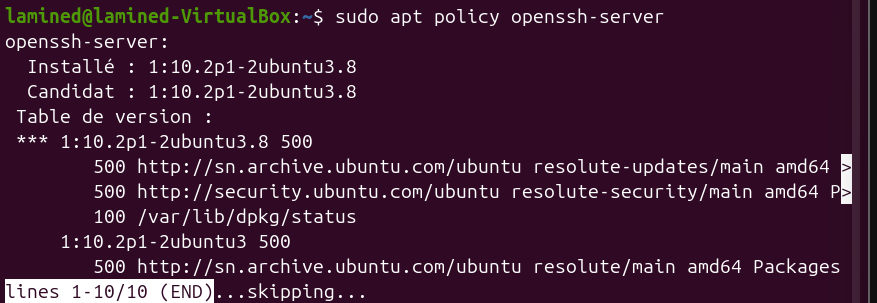 lamined@lamined-VirtualBox:~$ sudo apt policy openssh-server
openssh-server:
  Installé : 1:10.2p1-2ubuntu3.8
  Candidat : 1:10.2p1-2ubuntu3.8
 Table de version :
 *** 1:10.2p1-2ubuntu3.8 500
        500 http://sn.archive.ubuntu.com/ubuntu resolute-updates/main amd64 >
        500 http://security.ubuntu.com/ubuntu resolute-security/main amd64 P>
        100 /var/lib/dpkg/status
     1:10.2p1-2ubuntu3 500
        500 http://sn.archive.ubuntu.com/ubuntu resolute/main amd64 Packages
lines 1-10/10 (END)...skipping...